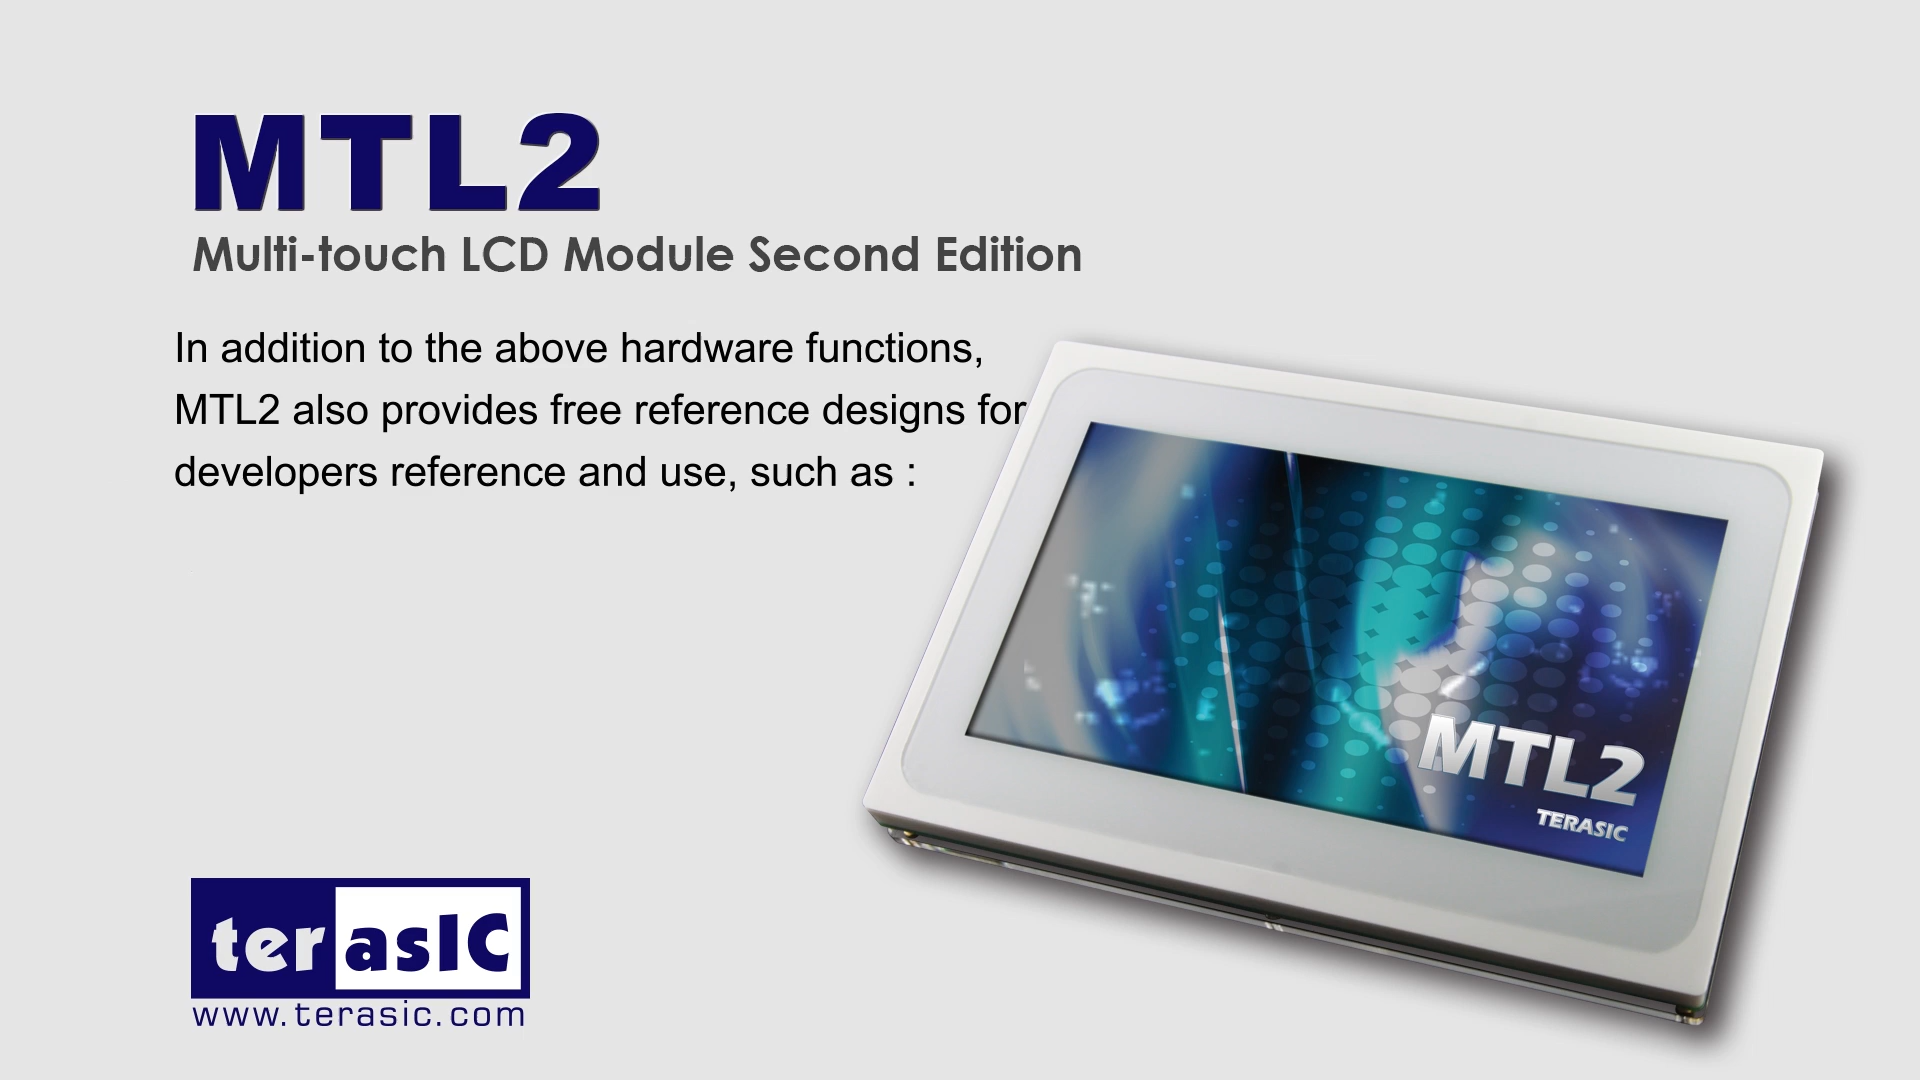 MTL2
Multi-touch LCD Module Second Edition
In addition to the above hardware functions,
MTL2 also provides free reference designs for
developers reference and use, such as :
MTL2
TERASIC
terasIC
www.terasic.com